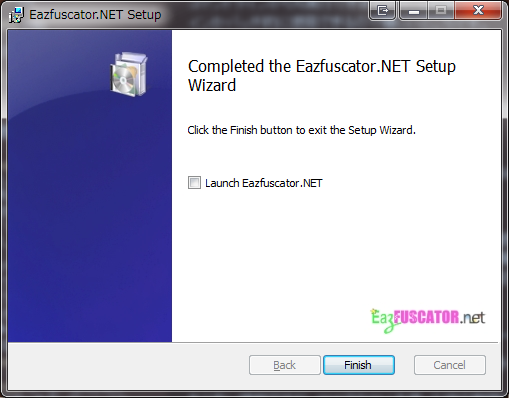 Eazfuscator.NET Setup
Completed the Eazfuscator.NET Setup
Wizard
Click the Finish button to exit the Setup Wizard.
Launch Eazfuscator.NET
EazFUSCATOR.net
Back
Finish
Cancel